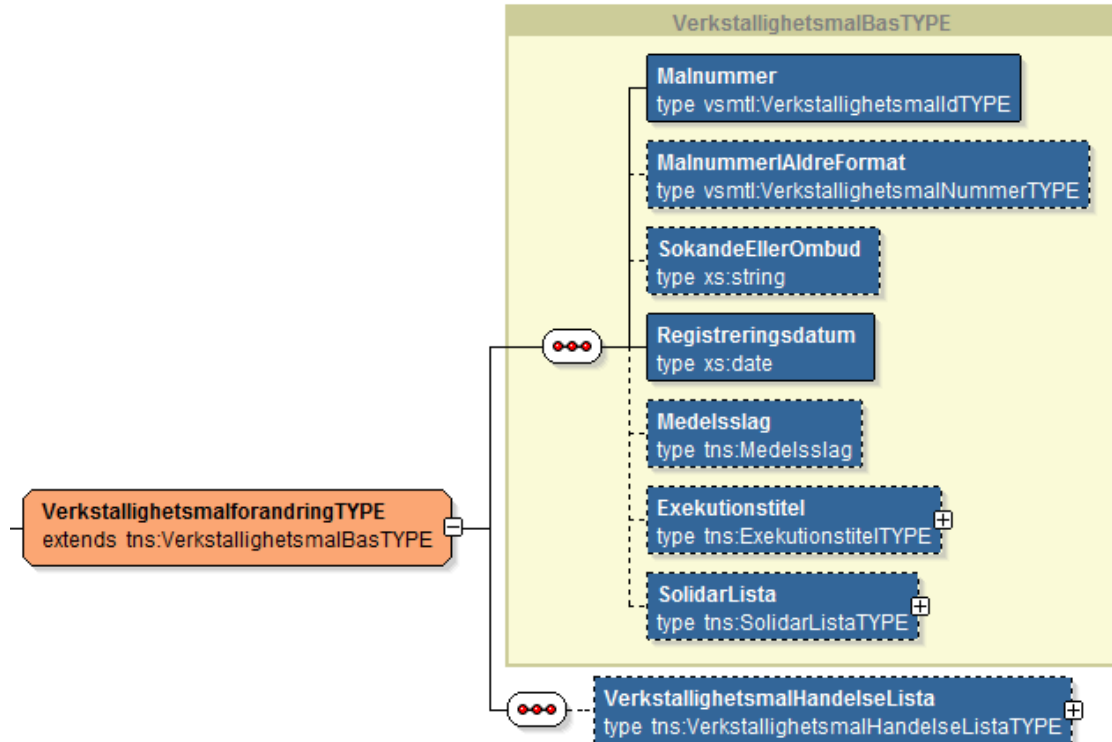 VerkstallighetsmalBasTYPE
Malnummer
type vsmtl:VerkstallighetsmalIdTYPE
MalnummerIAldreFormat
type vsmtl:VerkstallighetsmalNummerTYPE
SokandeEllerOmbud
type xs:string
Registreringsdatum
type xs:date
Medelsslag
type tns:Medelsslag
VerkstallighetsmalforandringTYPE
extends tns:VerkstallighetsmalBasTYPE
Exekutionstitel
type tns:ExekutionstitelTYPE
SolidarLista
type tns:SolidarListaTYPE
VerkstallighetsmalHandelseLista
type tns:VerkstallighetsmalHandelseListaTYPE